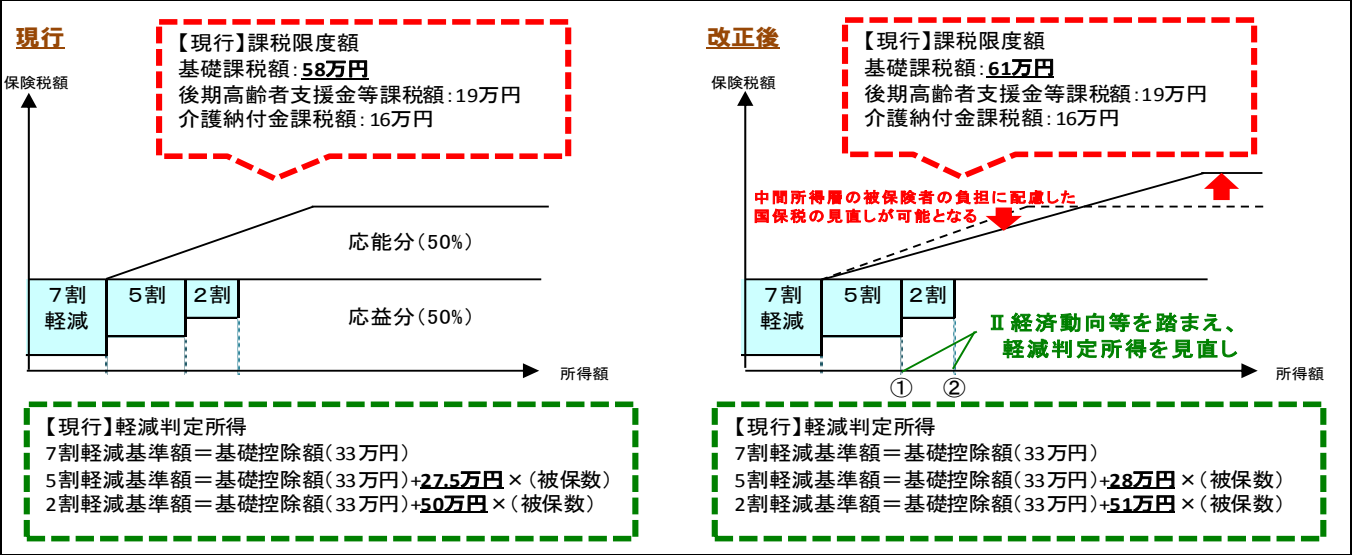 現行
【現行】課税限度額
基礎課税額：58万円
後期高齢者支援金等課税額：19万円
介護納付金課税額：16万円
保険税額
応能分（50%）
7割
軽減
5割
2割
応益分（50%）
所得額
【現行】軽減判定所得
7割軽減基準額＝基礎控除額（33万円）
5割軽減基準額＝基礎控除額（33万円）+27.5万円×（被保数）
2割軽減基準額＝基礎控除額（33万円）+50万円×（被保数）
改正後
【現行】課税限度額
基礎課税額：61万円
後期高齢者支援金等課税額：19万円
介護納付金課税額：16万円
保険税額
中間所得層の被保険者の負担に配慮した
国保税の見直しが可能となる
7割
軽減
5割
2割
Ⅱ経済動向等を踏まえ、
軽減判定所得を見直し
所得額
①
②
【現行】軽減判定所得
7割軽減基準額＝基礎控除額（33万円）
5割軽減基準額＝基礎控除額（33万円）+28万円×（被保数）
2割軽減基準額＝基礎控除額（33万円）+51万円×（被保数）